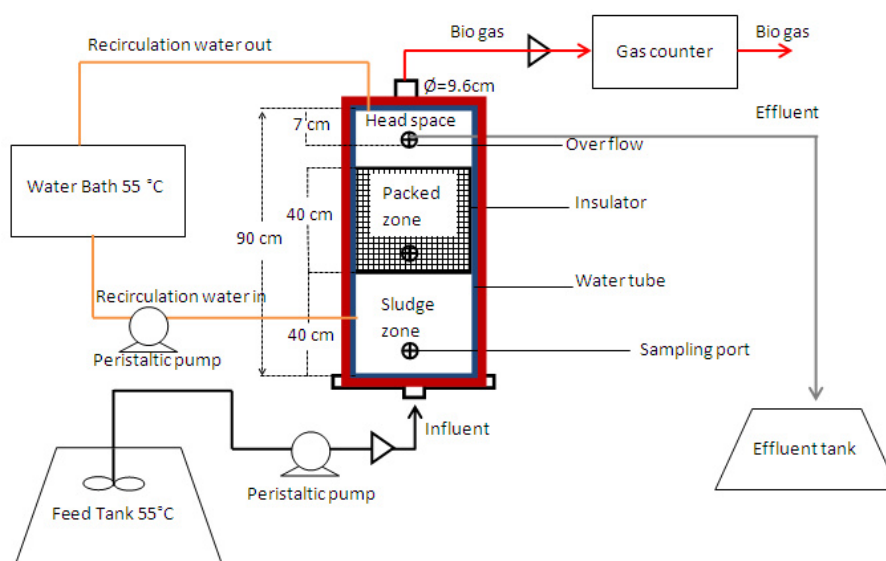 Recirculation water out
Bio gas
Bio gas
Gas counter
Ø=9.6cm
7 cm
Head space
Effluent
Over flow
Water Bath 55 °C
Packed
zone
40 cm
Insulator
90 cm
Recirculation water in
Water tube
Sludge
zone
40 cm
Peristaltic pump
Sampling port
Influent
Effluent tank
Peristaltic pump
Feed Tank 55°C